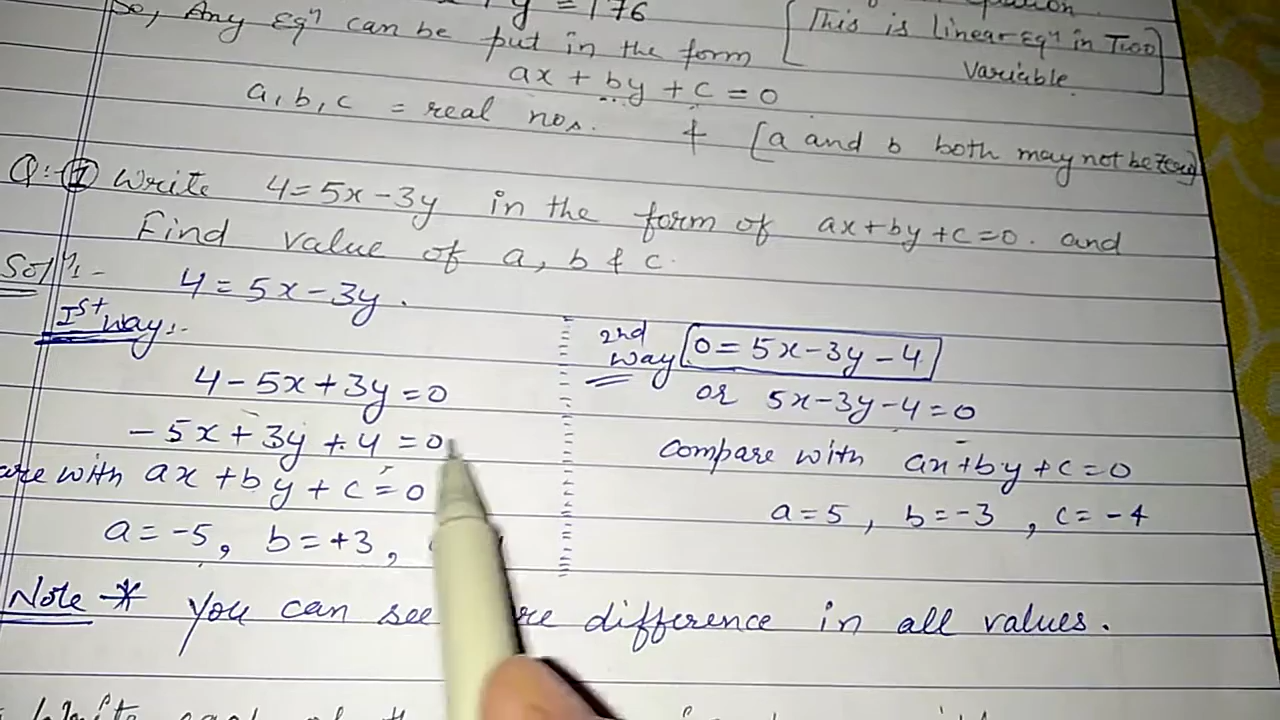 y = 176
So, Any Eqn can be put in the form
[This is linear Eqn in Two Variable]
ax + by + c = 0
a, b, c = real nos. & [a and b both may not be zero]
Q:- 1 Write 4 = 5x - 3y in the form of ax + by + c = 0. and
Find value of a, b & c.
Soln:- 4 = 5x - 3y.
Ist way:-
4 - 5x + 3y = 0
- 5x + 3y + 4 = 0
are with ax + by + c = 0
a = -5, b = +3,
2nd way 0 = 5x - 3y - 4
or 5x - 3y - 4 = 0
compare with ax + by + c = 0
a = 5, b = -3, c = -4
Note * You can see difference in all values.